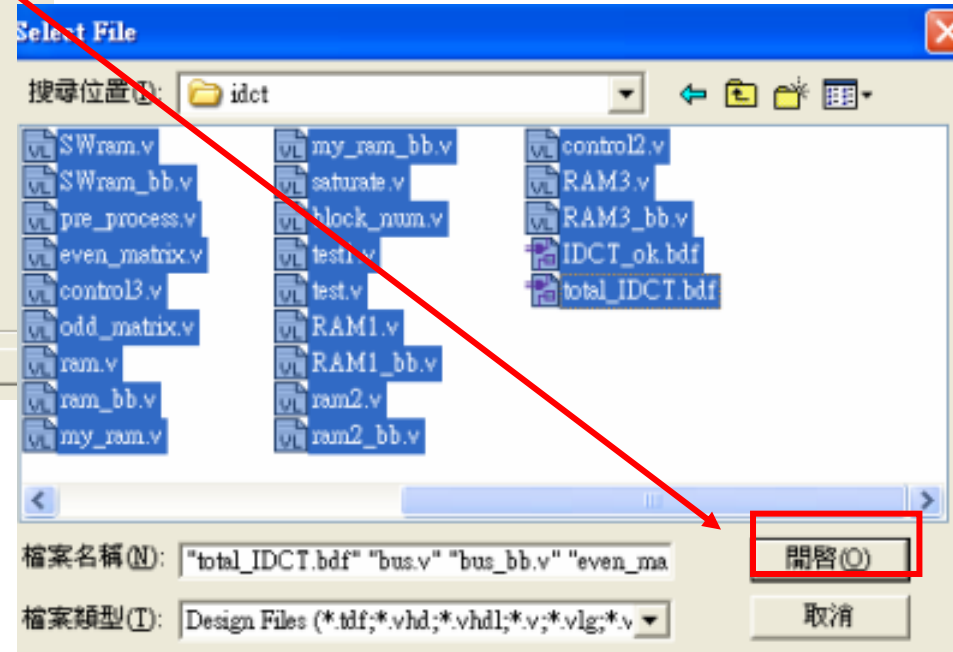 Select File
搜尋位置(I): idct
SWram.v
SWram_bb.v
pre_process.v
even_matrix.v
control3.v
odd_matrix.v
ram.v
ram_bb.v
my_ram.v
my_ram_bb.v
saturate.v
block_num.v
test1.v
test.v
RAM1.v
RAM1_bb.v
ram2.v
ram2_bb.v
control2.v
RAM3.v
RAM3_bb.v
IDCT_ok.bdf
total_IDCT.bdf
檔案名稱(N): "total_IDCT.bdf" "bus.v" "bus_bb.v" "even_ma
開啓(O)
檔案類型(T): Design Files (*.tdf;*.vhd;*.vhdl;*.v;*.vlg;*.v
取消